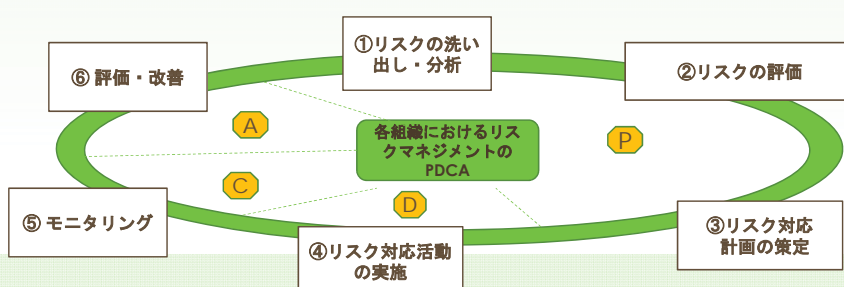 ①リスクの洗い
出し・分析
②リスクの評価
⑥ 評価・改善
A
各組織におけるリス
クマネジメントの
PDCA
P
C
D
③リスク対応
計画の策定
④リスク対応活動
の実施
⑤ モニタリング